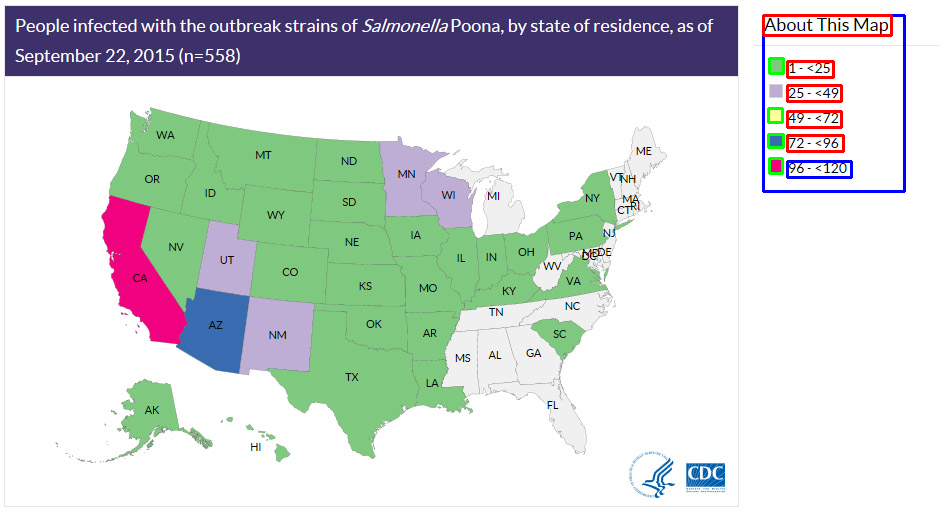 People infected with the outbreak strains of Salmonella Poona, by state of residence, as of
September 22, 2015 (n=558)
About This Map
1 - <25
25 - <49
49 - <72
72 - <96
96 - <120
WA
MT
ND
MN
ME
OR
ID
WY
SD
WI
MI
VT
NH
NY
MA
CT
RI
NV
UT
CO
NE
IA
IL
IN
OH
PA
NJ
MD
DE
DC
WV
VA
CA
KS
MO
KY
AZ
NM
OK
AR
TN
NC
SC
TX
LA
MS
AL
GA
FL
AK
HI
CDC